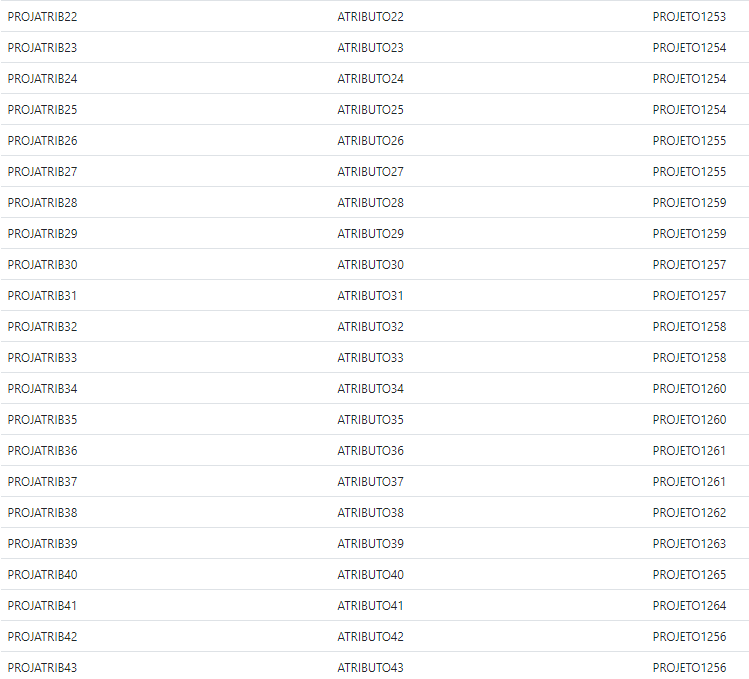 PROJATRIB22 ATRIBUTO22 PROJETO1253
PROJATRIB23 ATRIBUTO23 PROJETO1254
PROJATRIB24 ATRIBUTO24 PROJETO1254
PROJATRIB25 ATRIBUTO25 PROJETO1254
PROJATRIB26 ATRIBUTO26 PROJETO1255
PROJATRIB27 ATRIBUTO27 PROJETO1255
PROJATRIB28 ATRIBUTO28 PROJETO1259
PROJATRIB29 ATRIBUTO29 PROJETO1259
PROJATRIB30 ATRIBUTO30 PROJETO1257
PROJATRIB31 ATRIBUTO31 PROJETO1257
PROJATRIB32 ATRIBUTO32 PROJETO1258
PROJATRIB33 ATRIBUTO33 PROJETO1258
PROJATRIB34 ATRIBUTO34 PROJETO1260
PROJATRIB35 ATRIBUTO35 PROJETO1260
PROJATRIB36 ATRIBUTO36 PROJETO1261
PROJATRIB37 ATRIBUTO37 PROJETO1261
PROJATRIB38 ATRIBUTO38 PROJETO1262
PROJATRIB39 ATRIBUTO39 PROJETO1263
PROJATRIB40 ATRIBUTO40 PROJETO1265
PROJATRIB41 ATRIBUTO41 PROJETO1264
PROJATRIB42 ATRIBUTO42 PROJETO1256
PROJATRIB43 ATRIBUTO43 PROJETO1256